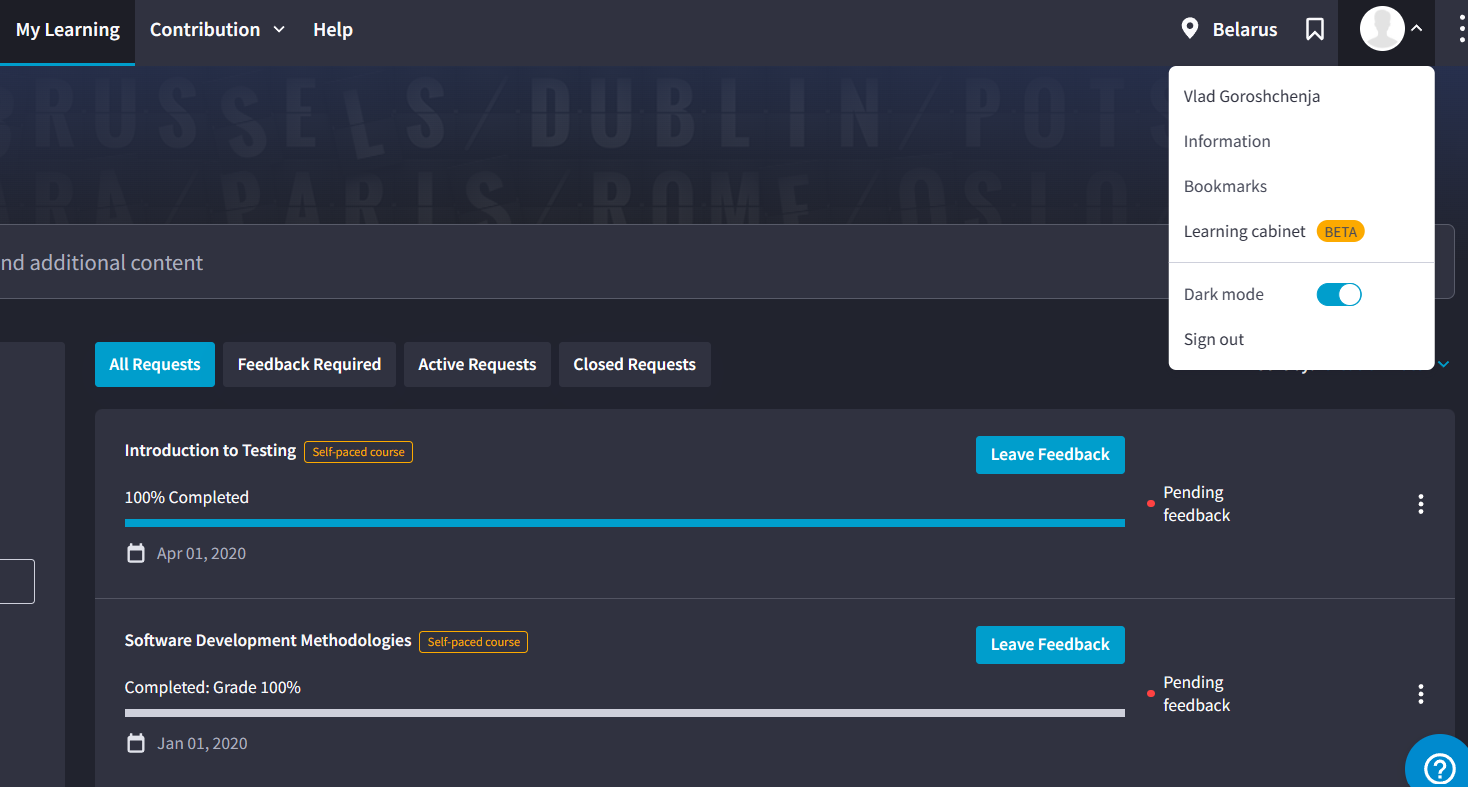 My Learning
Contribution
Help
Belarus
BRUSSELS/DUBLIN/POTS
ARA/PARIS/ROME/OSLO
Vlad Goroshchenja
Information
Bookmarks
Learning cabinet BETA
Dark mode
Sign out
nd additional content
All Requests
Feedback Required
Active Requests
Closed Requests
Introduction to Testing Self-paced course
Leave Feedback
100% Completed
Pending
feedback
Apr 01, 2020
Software Development Methodologies Self-paced course
Leave Feedback
Completed: Grade 100%
Pending
feedback
Jan 01, 2020